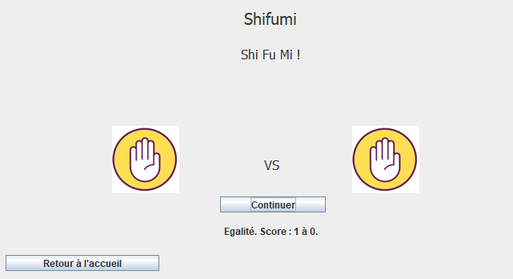 Shifumi
Shi Fu Mi !
VS
Continuer
Egalité. Score : 1 à 0.
Retour à l'accueil